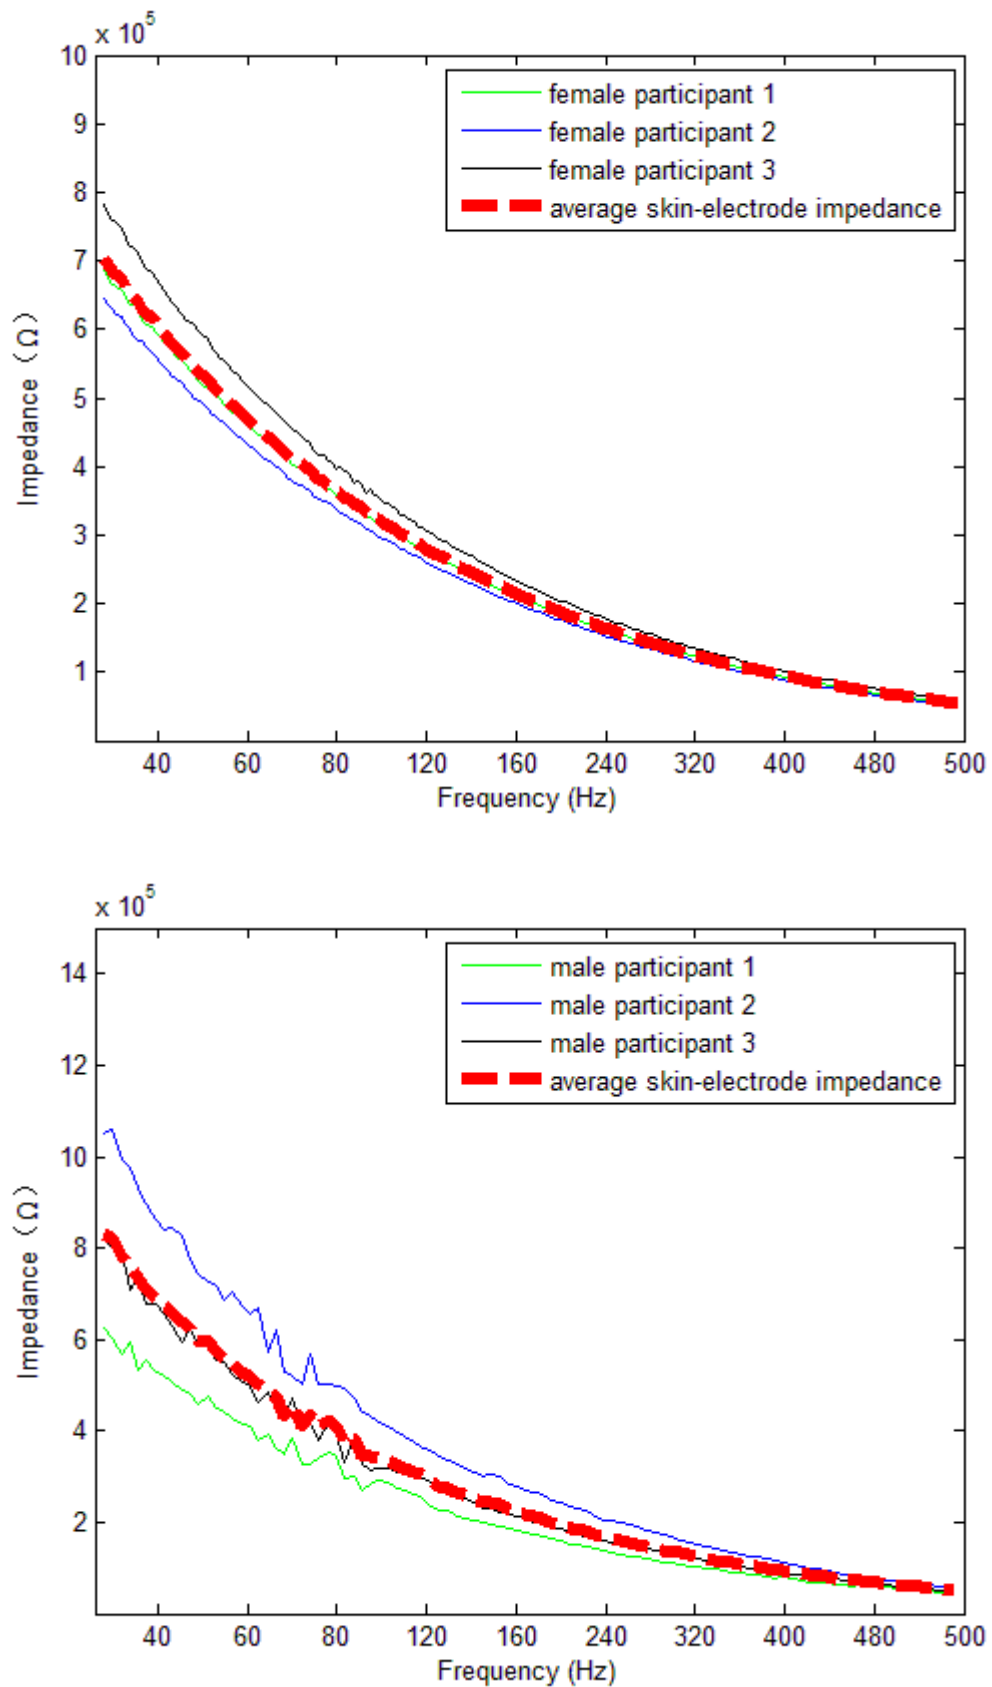 x 10^5
10
9
8
7
6
5
4
3
2
1
Impedance (Ω)
female participant 1
female participant 2
female participant 3
average skin-electrode impedance
40 60 80 120 160 240 320 400 480 500
Frequency (Hz)
x 10^5
14
12
10
8
6
4
2
Impedance (Ω)
male participant 1
male participant 2
male participant 3
average skin-electrode impedance
40 60 80 120 160 240 320 400 480 500
Frequency (Hz)